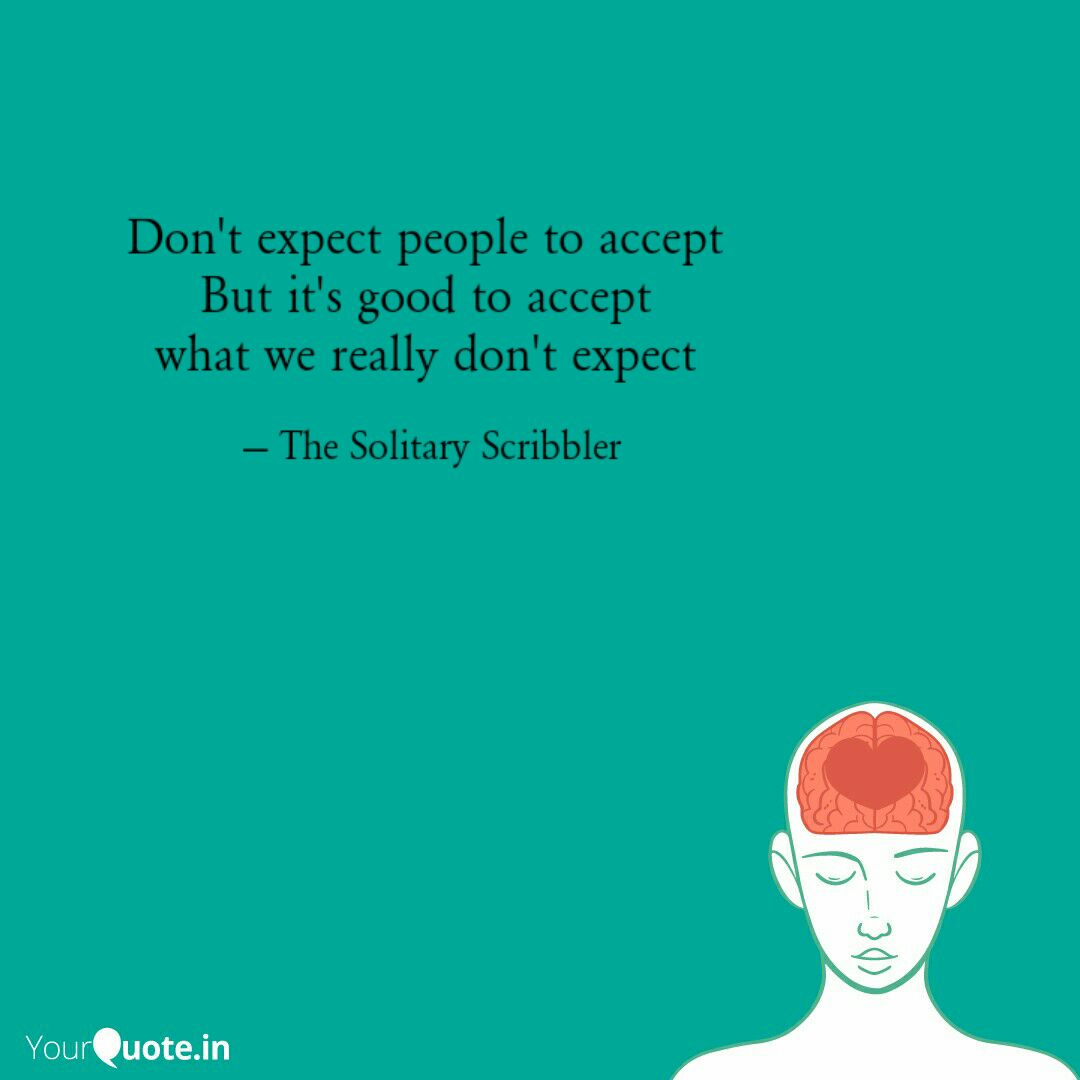 Don't expect people to accept
But it's good to accept
what we really don't expect
— The Solitary Scribbler
YourQuote.in